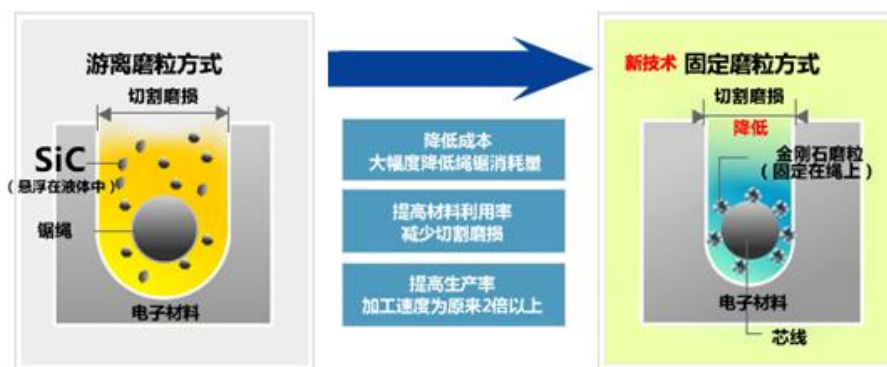 游离磨粒方式
切割磨损
SiC
（悬浮在液体中）
锯绳
电子材料
降低成本
大幅度降低绳锯消耗量
提高材料利用率
减少切割磨损
提高生产率
加工速度为原来2倍以上
新技术 固定磨粒方式
切割磨损
降低
金刚石磨粒
（固定在绳上）
电子材料
芯线